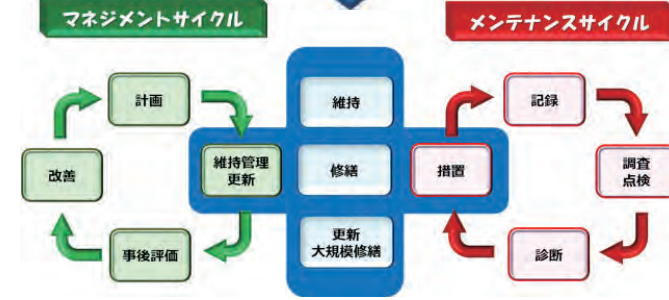 マネジメントサイクル
メンテナンスサイクル
計画
維持
記録
改善
維持管理
更新
修繕
措置
調査
点検
事後評価
更新
大規模修繕
診断